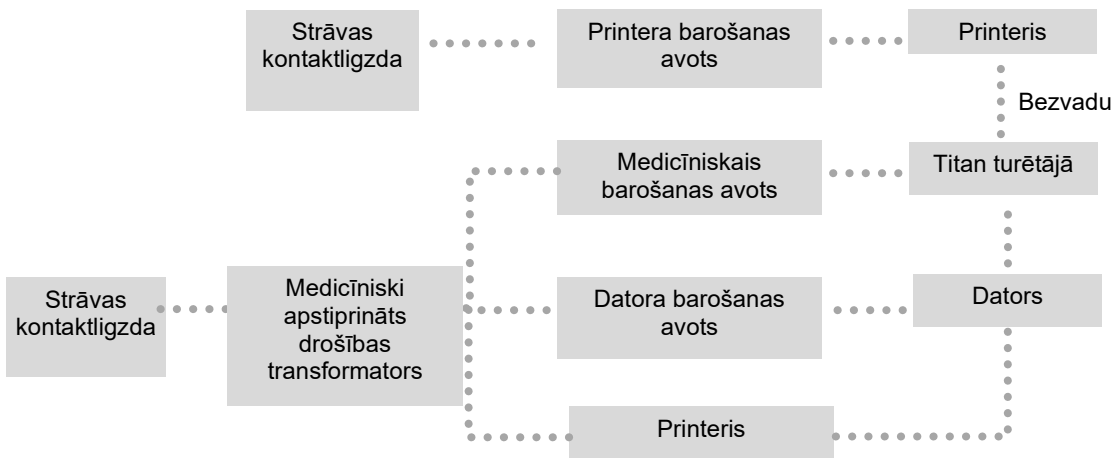 Strāvas
kontaktligzda
Printera barošanas
avots
Printeris
Bezvadu
Medicīniskais
barošanas avots
Titan turētājā
Strāvas
kontaktligzda
Medicīniski
apstiprināts
drošības
transformators
Datora barošanas
avots
Dators
Printeris